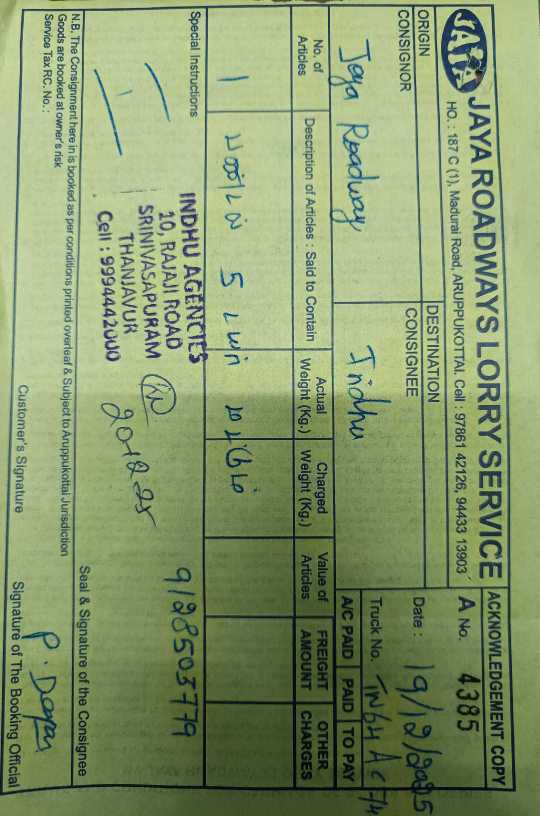 JAYA
JAYA ROADWAYS LORRY SERVICE
HO. : 187 C (1), Madurai Road, ARUPPUKOTTAI. Cell : 97861 42126, 94433 13903
ACKNOWLEDGEMENT COPY
A No. 4385
ORIGIN
CONSIGNOR
Jaya Roadway
DESTINATION
CONSIGNEE
Indhu
Date : 19/12/2025
Truck No. TN64 A C 74
A/C PAID PAID TO PAY
No. of Articles
Description of Articles : Said to Contain
Actual Weight (Kg.)
Charged Weight (Kg.)
Value of Articles
FREIGHT AMOUNT
OTHER CHARGES
1
5
Special Instructions
INDHU AGENCIES
20, RAJAJI ROAD
SRINIVASAPURAM
THANJAVUR
Cell : 9994442000
9128503779
Seal & Signature of the Consignee
N.B. The Consignment here in is booked as per conditions printed overleaf & Subject to Aruppukottai Jurisdiction
Goods are booked at owner's risk
Service Tax RC. No. :
Customer's Signature
Signature of The Booking Official